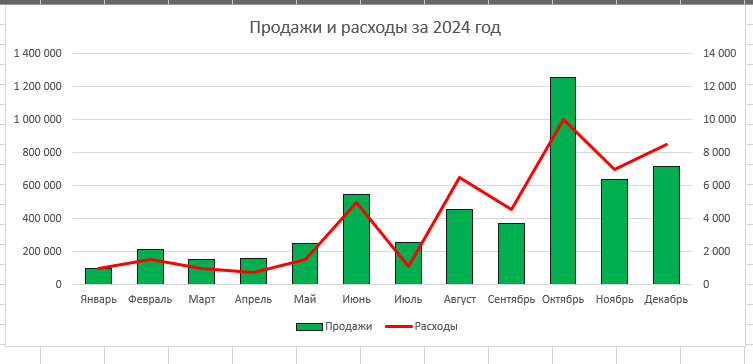 Продажи и расходы за 2024 год
1 400 000 14 000
1 200 000 12 000
1 000 000 10 000
800 000 8 000
600 000 6 000
400 000 4 000
200 000 2 000
0 0
Январь Февраль Март Апрель Май Июнь Июль Август Сентябрь Октябрь Ноябрь Декабрь
Продажи Расходы